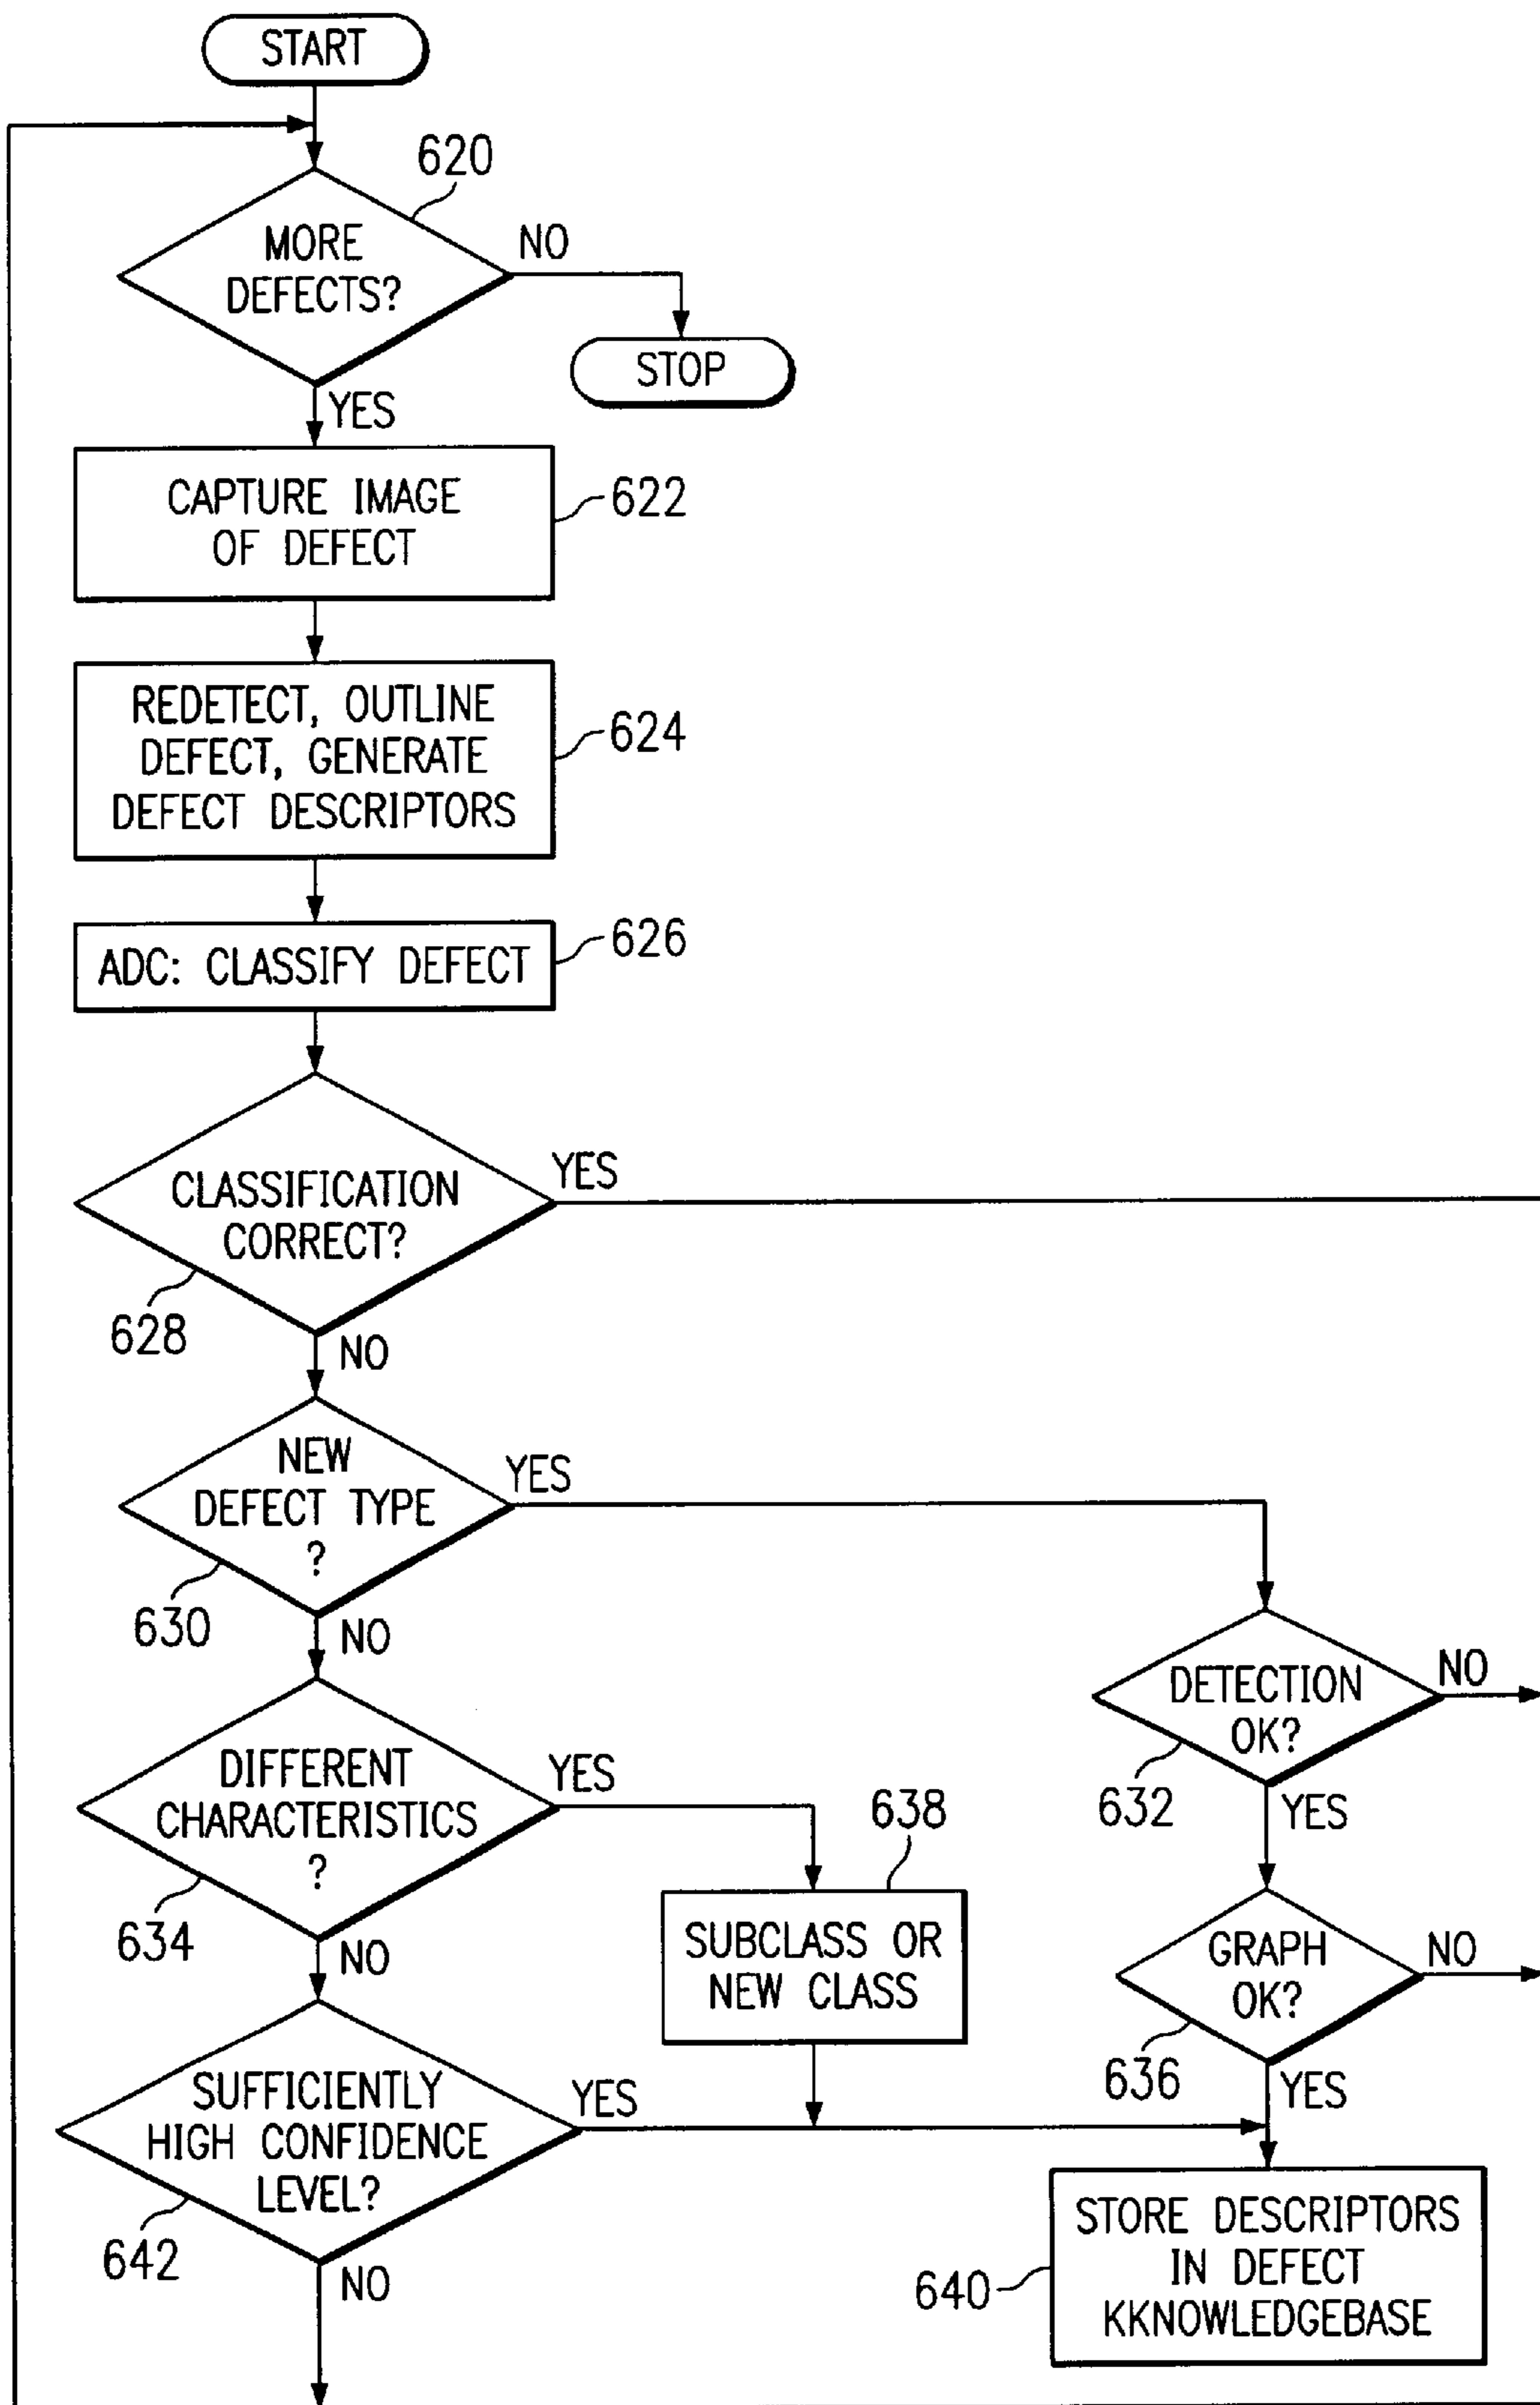 START
620
MORE
DEFECTS?
NO
STOP
YES
CAPTURE IMAGE
OF DEFECT
622
REDETECT, OUTLINE
DEFECT, GENERATE
DEFECT DESCRIPTORS
624
ADC: CLASSIFY DEFECT
626
CLASSIFICATION
CORRECT?
YES
628
NO
NEW
DEFECT TYPE
?
YES
630
NO
DETECTION
OK?
NO
632
YES
DIFFERENT
CHARACTERISTICS
?
YES
634
NO
638
SUBCLASS OR
NEW CLASS
GRAPH
OK?
NO
636
YES
SUFFICIENTLY
HIGH CONFIDENCE
LEVEL?
YES
642
NO
STORE DESCRIPTORS
IN DEFECT
KKNOWLEDGEBASE
640